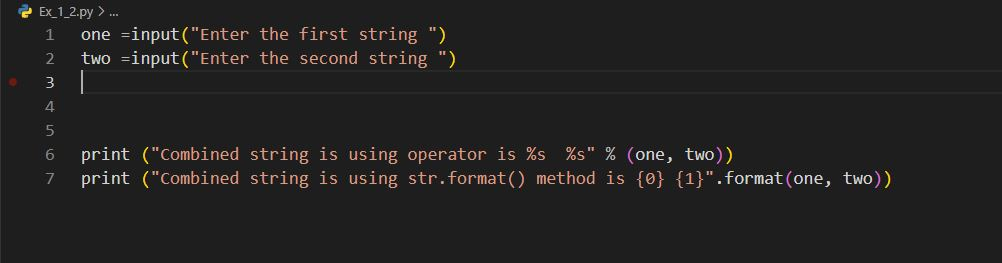 Ex_1_2.py > ...
1 one =input("Enter the first string ")
2 two =input("Enter the second string ")
3
4
5
6 print ("Combined string is using operator is %s  %s" % (one, two))
7 print ("Combined string is using str.format() method is {0} {1}".format(one, two))